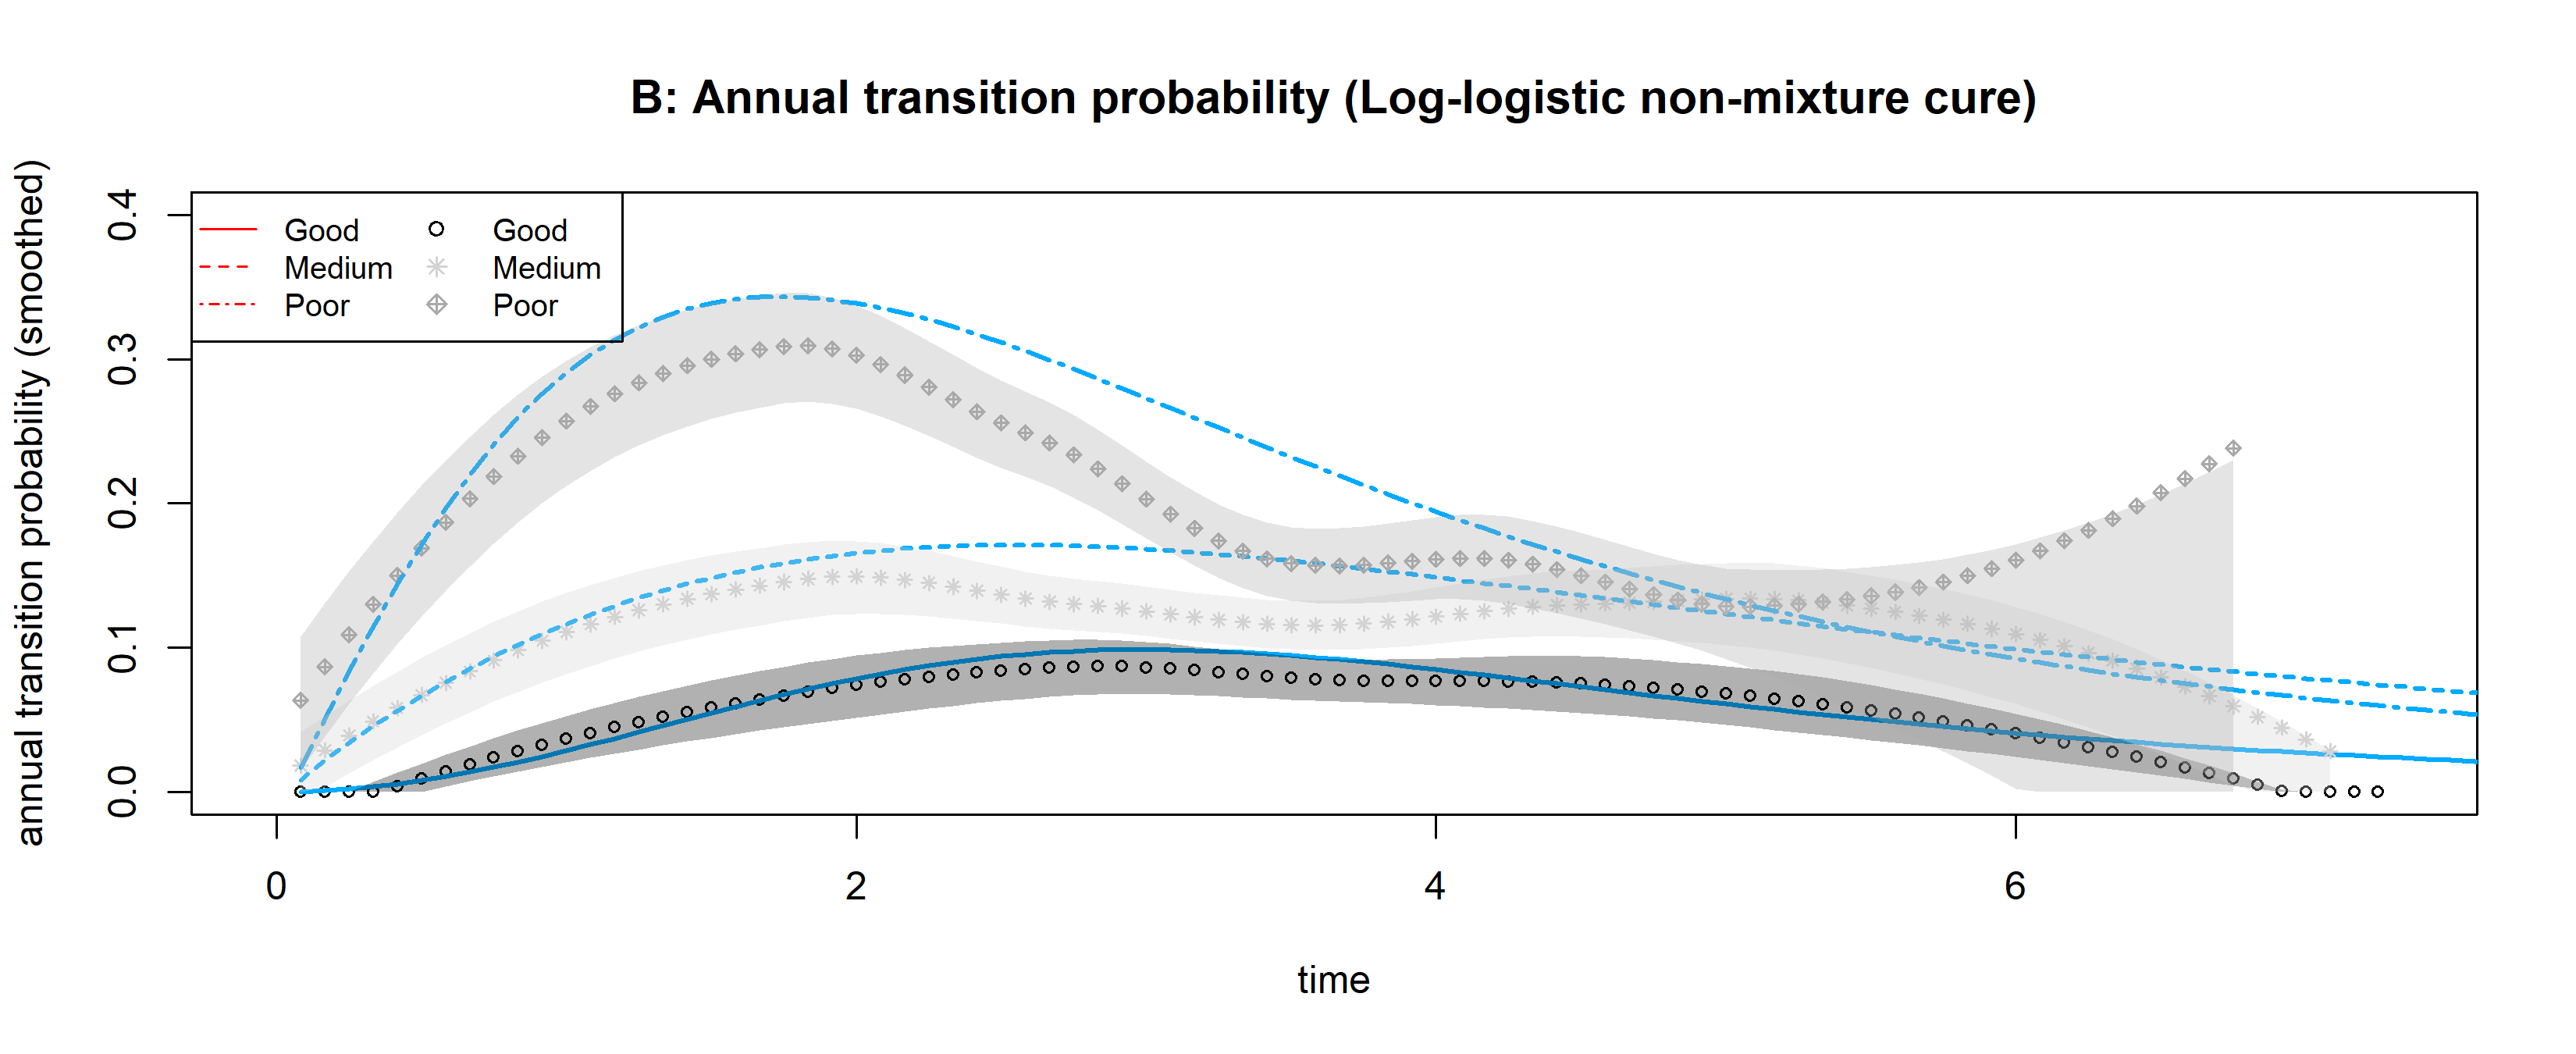 B: Annual transition probability (Log-logistic non-mixture cure)
annual transition probability (smoothed)
0.4
0.3
0.2
0.1
0.0
Good Good
Medium Medium
Poor Poor
0 2 4 6
time